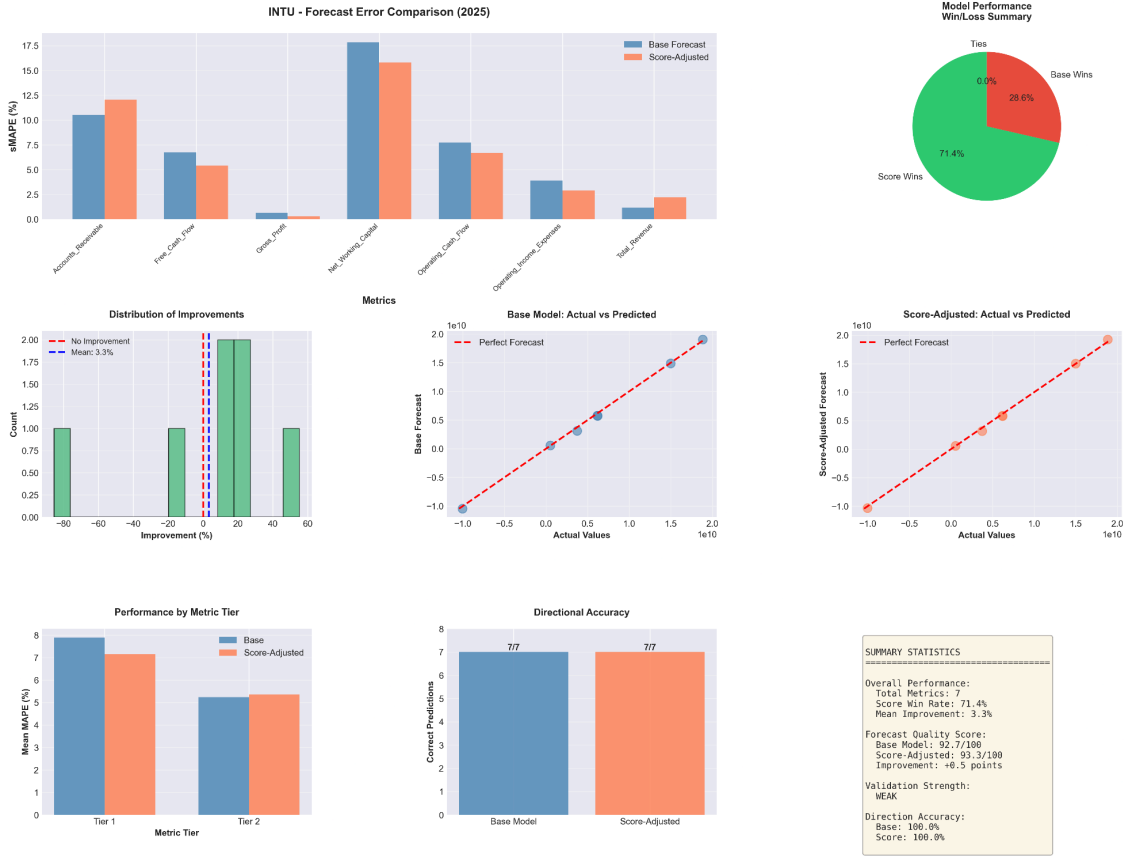 INTU - Forecast Error Comparison (2025)
Model Performance
Win/Loss Summary
sMAPE (%)
17.5
15.0
12.5
10.0
7.5
5.0
2.5
0.0
Base Forecast
Score-Adjusted
Accounts_Receivable
Free_Cash_Flow
Gross_Profit
Net_Working_Capital
Operating_Cash_Flow
Operating_Income_Expenses
Total_Revenue
Metrics
Ties
0.0%
Base Wins
28.6%
71.4%
Score Wins
Distribution of Improvements
Count
2.00
1.75
1.50
1.25
1.00
0.75
0.50
0.25
0.00
No Improvement
Mean: 3.3%
−80 −60 −40 −20 0 20 40 60
Improvement (%)
Base Model: Actual vs Predicted
1e10
Base Forecast
2.0
1.5
1.0
0.5
0.0
−0.5
−1.0
Perfect Forecast
−1.0 −0.5 0.0 0.5 1.0 1.5 2.0
1e10
Actual Values
Score-Adjusted: Actual vs Predicted
1e10
Score-Adjusted Forecast
2.0
1.5
1.0
0.5
0.0
−0.5
−1.0
Perfect Forecast
−1.0 −0.5 0.0 0.5 1.0 1.5 2.0
1e10
Actual Values
Performance by Metric Tier
Mean MAPE (%)
8
7
6
5
4
3
2
1
0
Base
Score-Adjusted
Tier 1 Tier 2
Metric Tier
Directional Accuracy
Correct Predictions
8
7
6
5
4
3
2
1
0
7/7 7/7
Base Model Score-Adjusted
SUMMARY STATISTICS
===================================
Overall Performance:
Total Metrics: 7
Score Win Rate: 71.4%
Mean Improvement: 3.3%
Forecast Quality Score:
Base Model: 92.7/100
Score-Adjusted: 93.3/100
Improvement: +0.5 points
Validation Strength:
WEAK
Direction Accuracy:
Base: 100.0%
Score: 100.0%